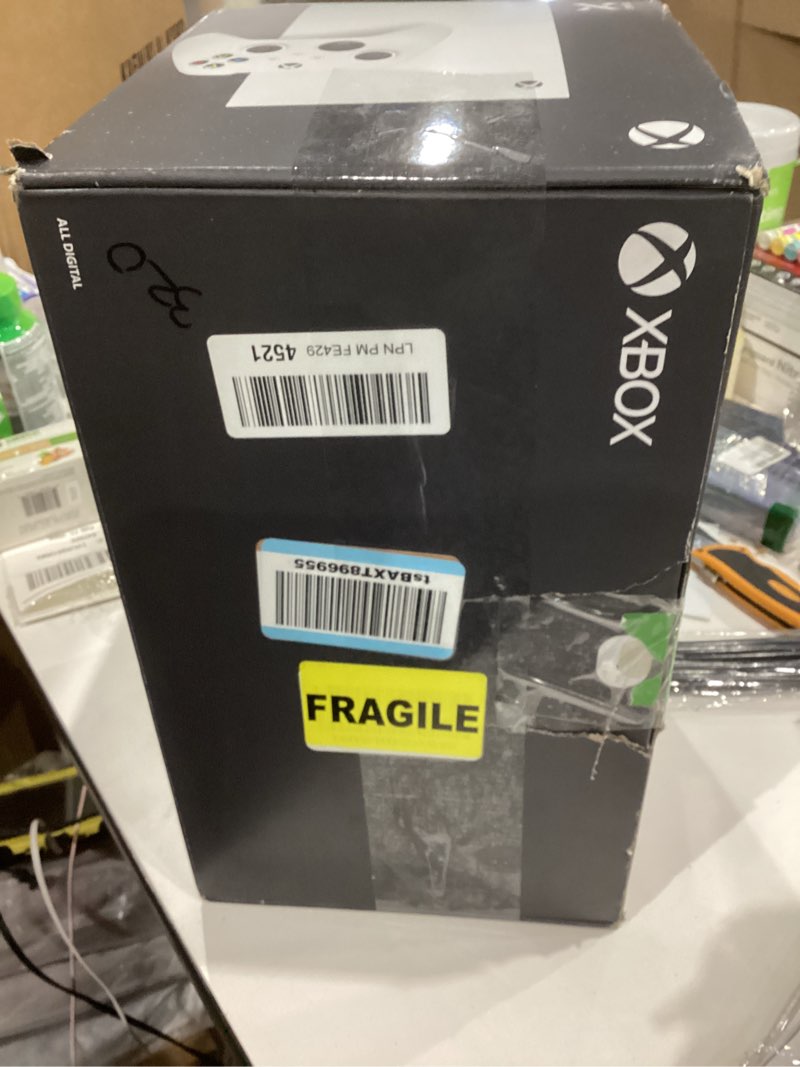 ALL DIGITAL
XBOX
LPN PM FE429 4521
tsBAXT896955
FRAGILE